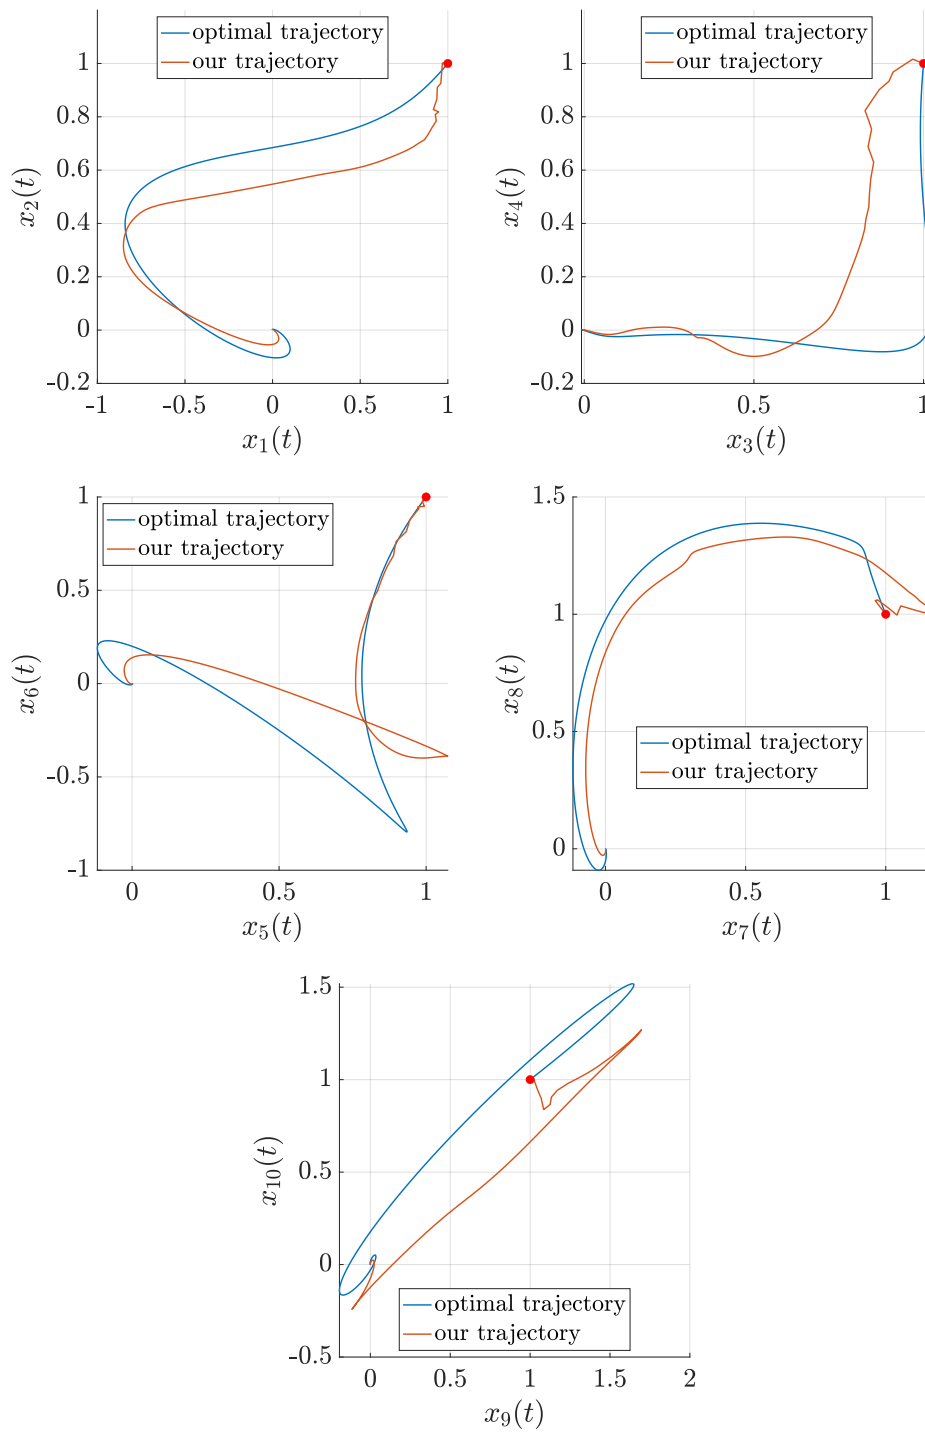 optimal trajectory
our trajectory
1
0.8
0.6
0.4
0.2
0
-0.2
x₂(t)
-1 -0.5 0 0.5 1
x₁(t)
optimal trajectory
our trajectory
1
0.8
0.6
0.4
0.2
0
-0.2
x₄(t)
0 0.5 1
x₃(t)
optimal trajectory
our trajectory
1
0.5
0
-0.5
-1
x₆(t)
0 0.5 1
x₅(t)
1.5
1
0.5
0
x₈(t)
optimal trajectory
our trajectory
0 0.5 1
x₇(t)
1.5
1
0.5
0
-0.5
x₁₀(t)
optimal trajectory
our trajectory
0 0.5 1 1.5 2
x₉(t)